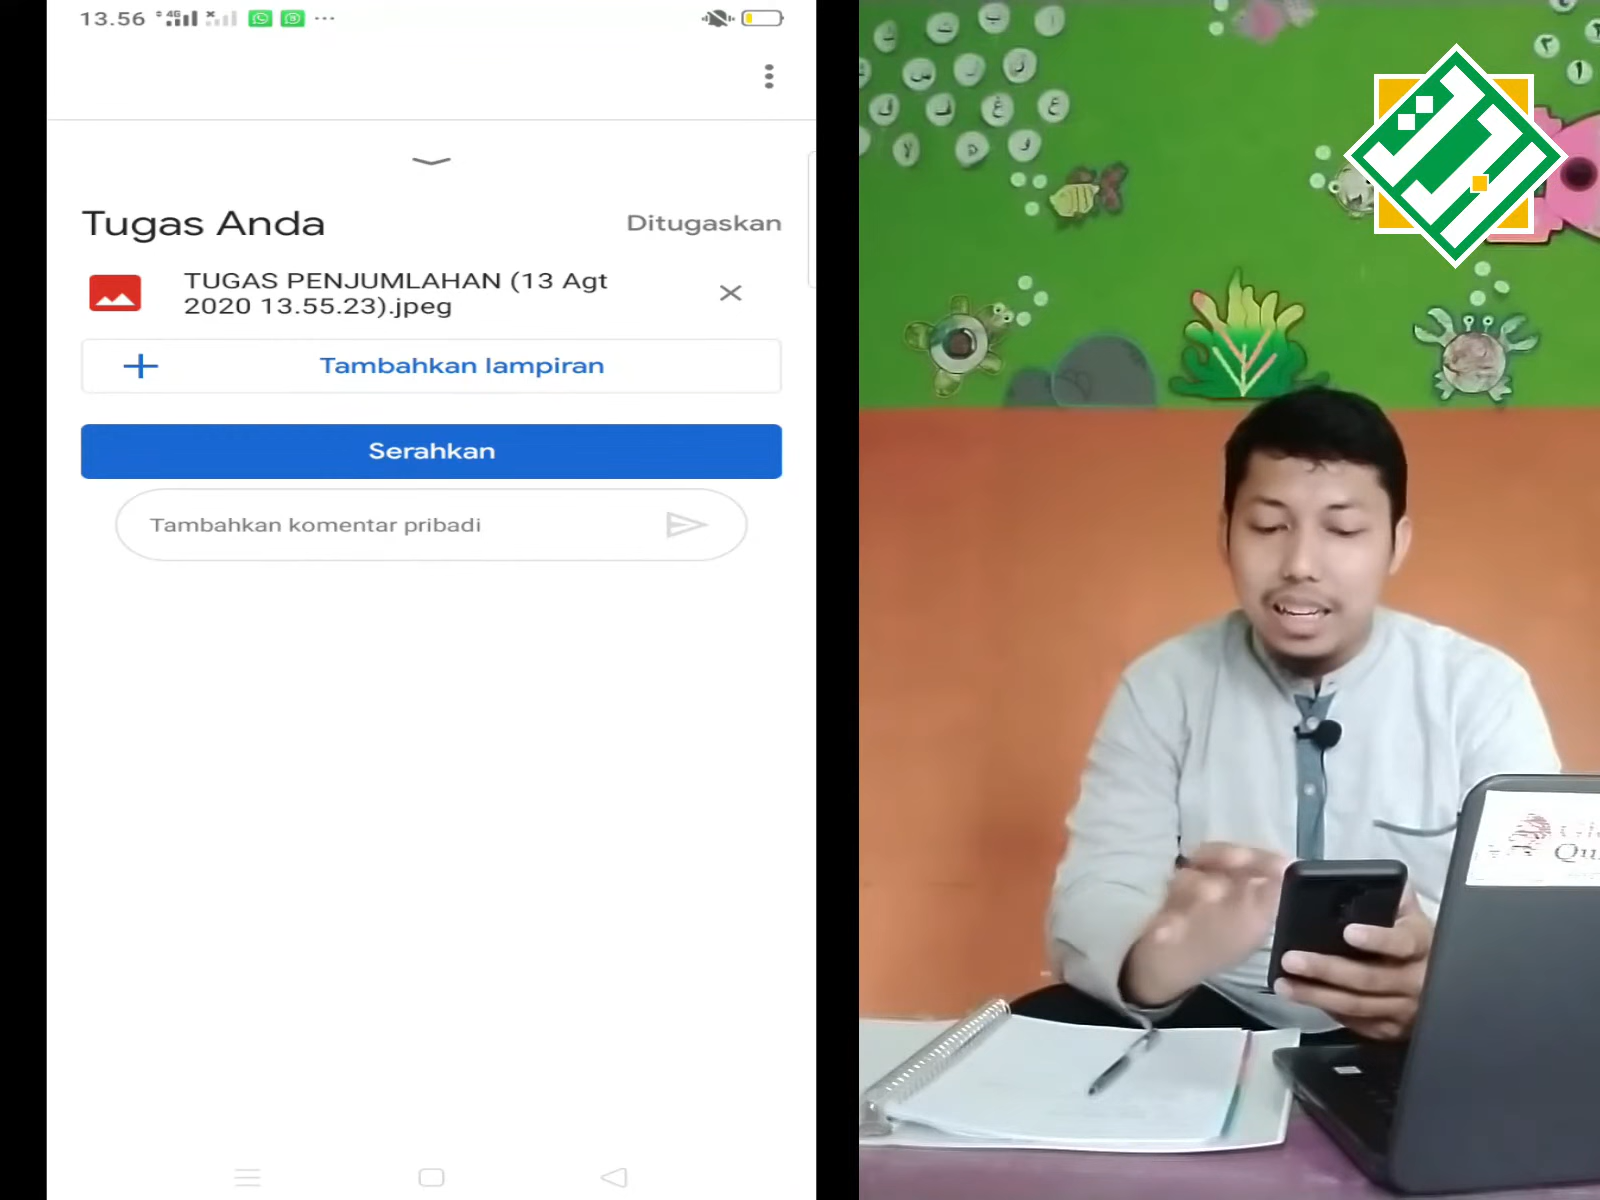 13.56
4G
Tugas Anda
Ditugaskan
TUGAS PENJUMLAHAN (13 Agt
2020 13.55.23).jpeg
Tambahkan lampiran
Serahkan
Tambahkan komentar pribadi